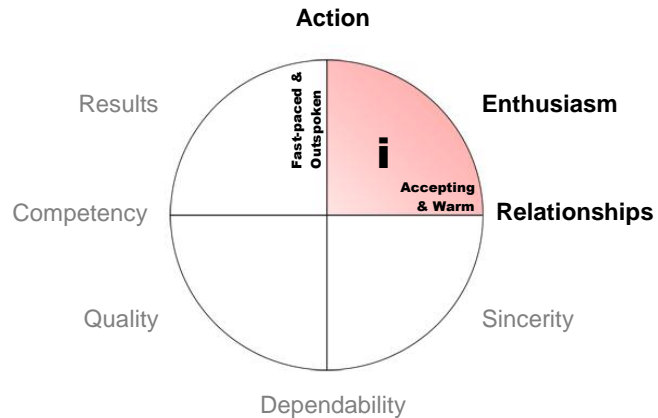 Action
Results
Fast-paced &
Outspoken
Enthusiasm
i
Accepting
& Warm
Competency
Relationships
Quality
Sincerity
Dependability